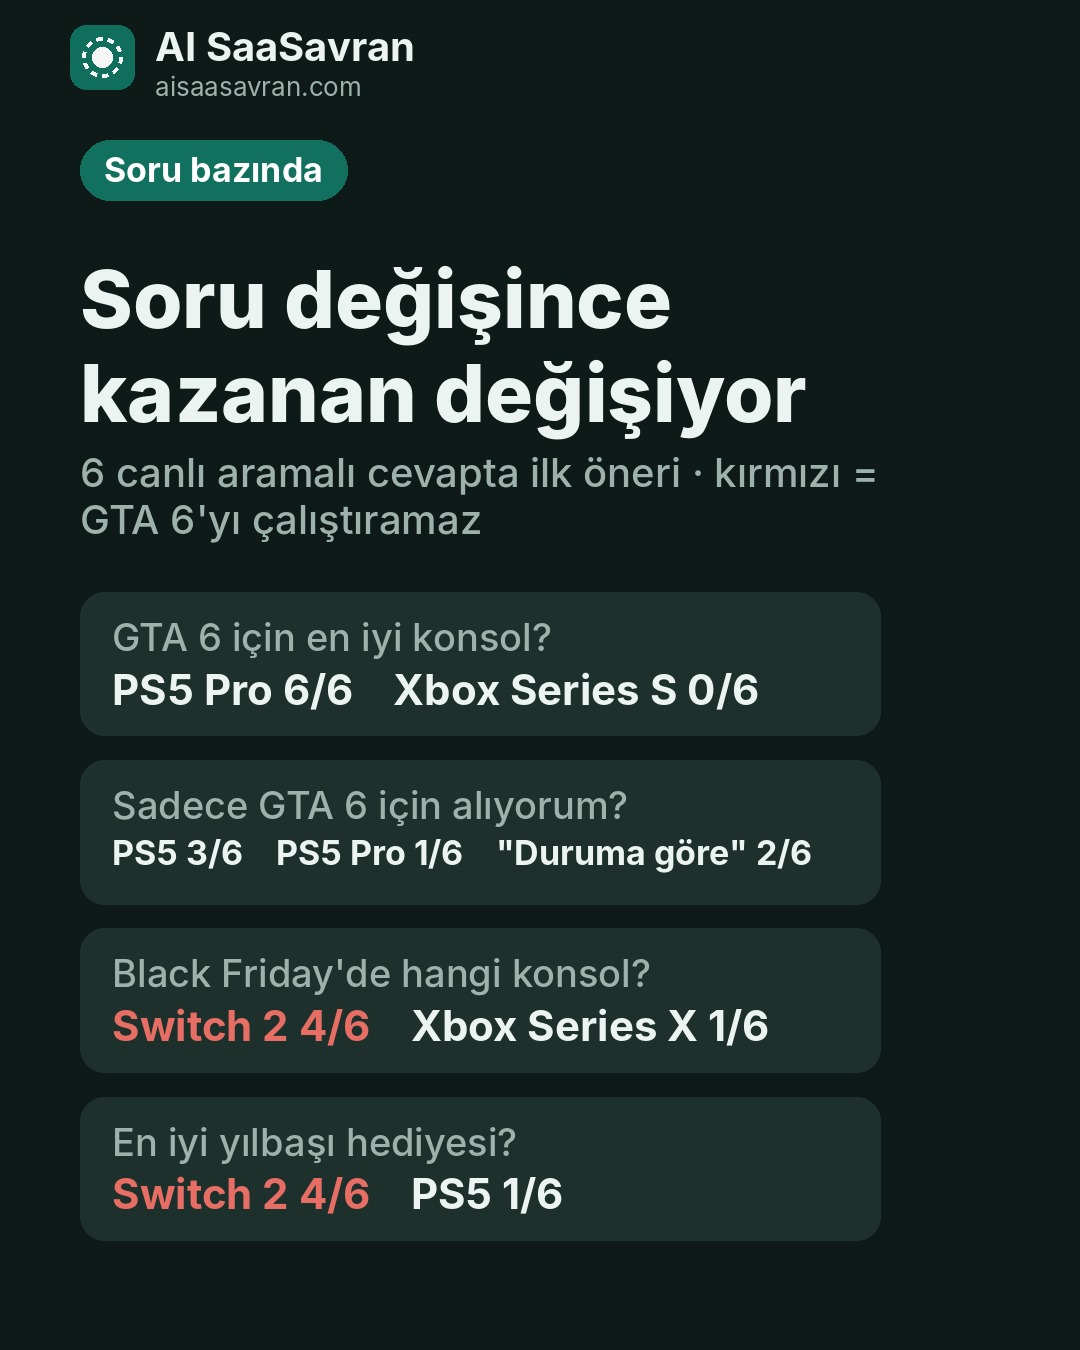 AI SaaSavran
aisaasavran.com
Soru bazında
Soru değişince
kazanan değişiyor
6 canlı aramalı cevapta ilk öneri · kırmızı =
GTA 6'yı çalıştıramaz
GTA 6 için en iyi konsol?
PS5 Pro 6/6 Xbox Series S 0/6
Sadece GTA 6 için alıyorum?
PS5 3/6 PS5 Pro 1/6 "Duruma göre" 2/6
Black Friday'de hangi konsol?
Switch 2 4/6 Xbox Series X 1/6
En iyi yılbaşı hediyesi?
Switch 2 4/6 PS5 1/6